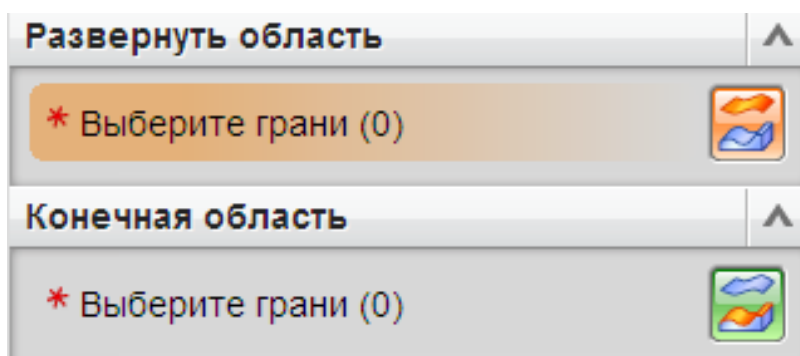 Развернуть область
* Выберите грани (0)
Конечная область
* Выберите грани (0)